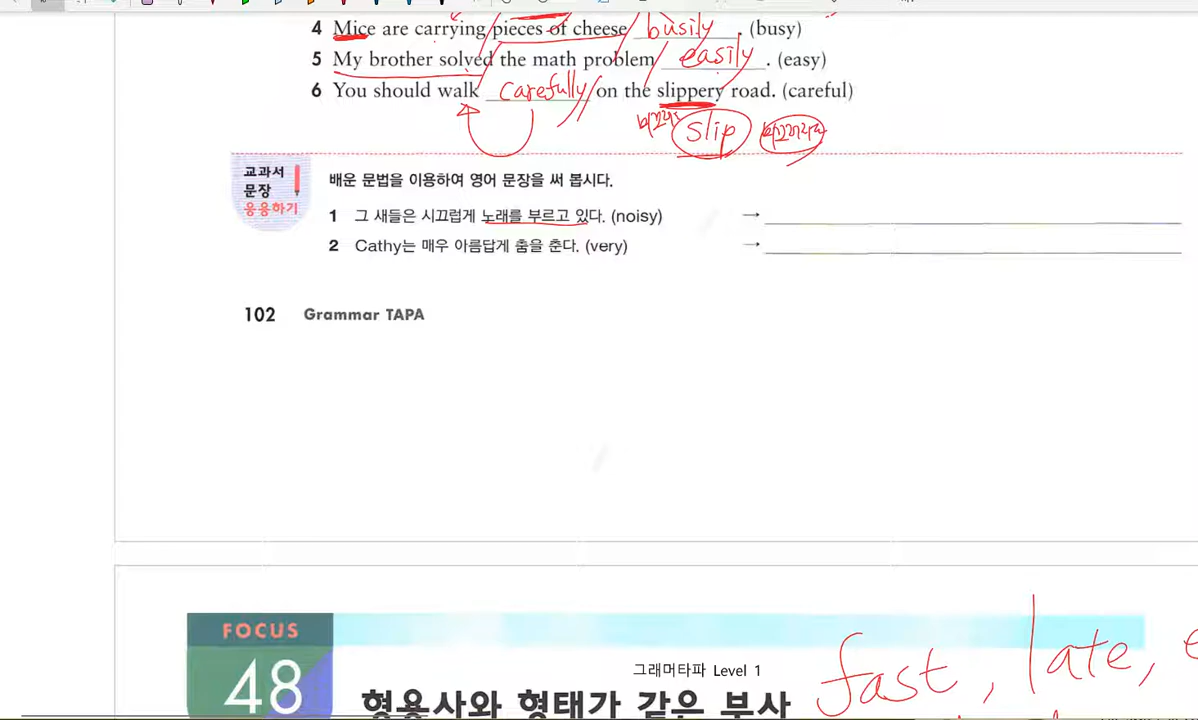 4 Mice are carrying pieces of cheese busily. (busy)
5 My brother solved the math problem easily. (easy)
6 You should walk carefully on the slippery road. (careful)
slip
교과서
문장
응용하기
배운 문법을 이용하여 영어 문장을 써 봅시다.
1 그 새들은 시끄럽게 노래를 부르고 있다. (noisy) →
2 Cathy는 매우 아름답게 춤을 춘다. (very) →
102 Grammar TAPA
FOCUS
48
그래머타파 Level 1
형용사와 형태가 같은 부사
fast, late,